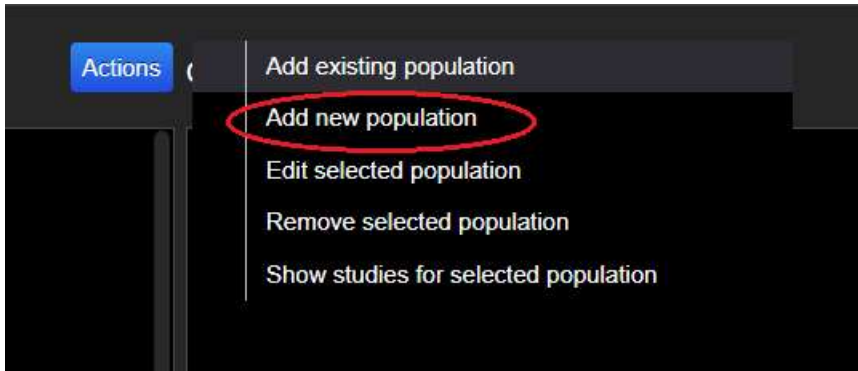 Actions
Add existing population
Add new population
Edit selected population
Remove selected population
Show studies for selected population